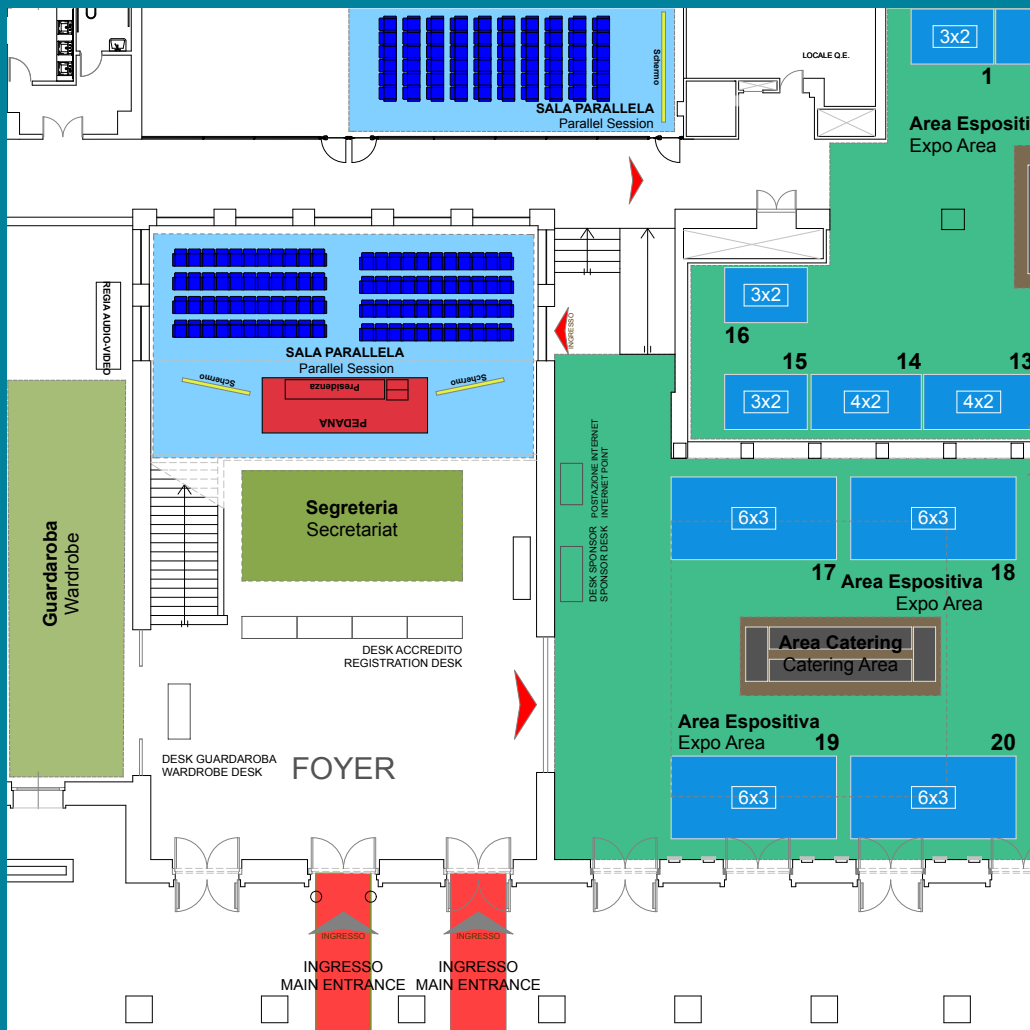 3x2
1
LOCALE Q.E.
Schermo
SALA PARALLELA
Parallel Session
Area Espositi
Expo Area
REGIA AUDIO-VIDEO
INGRESSO
3x2
16
SALA PARALLELA
Parallel Session
Schermo
Schermo
Presidenza
PEDANA
15
14
13
3x2
4x2
4x2
POSTAZIONE INTERNET
INTERNET POINT
Segreteria
Secretariat
6x3
6x3
Guardaroba
Wardrobe
DESK SPONSOR
SPONSOR DESK
17
18
Area Espositiva
Expo Area
DESK ACCREDITO
REGISTRATION DESK
Area Catering
Catering Area
Area Espositiva
Expo Area
19
20
DESK GUARDAROBA
WARDROBE DESK
FOYER
6x3
6x3
INGRESSO
INGRESSO
INGRESSO
MAIN ENTRANCE
INGRESSO
MAIN ENTRANCE